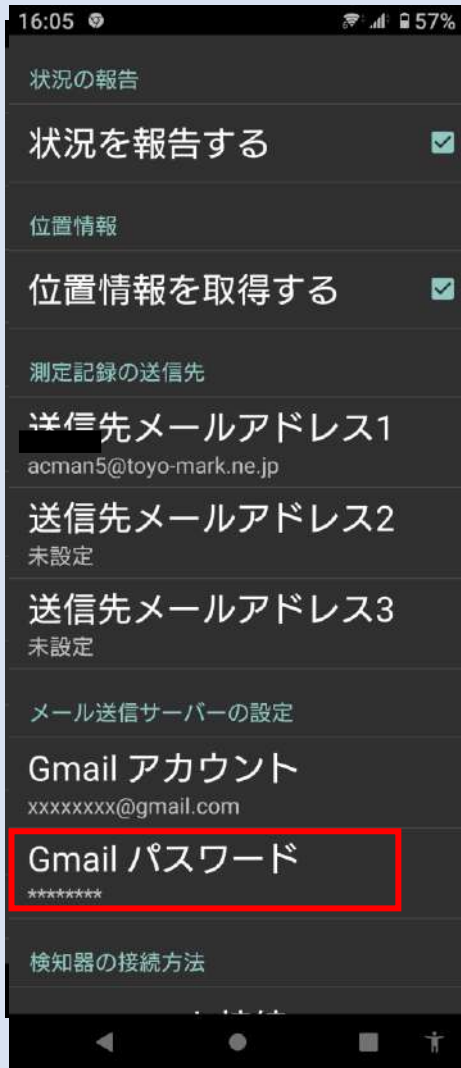 16:05
57%
状況の報告
状況を報告する
位置情報
位置情報を取得する
測定記録の送信先
送信先メールアドレス1
acman5@toyo-mark.ne.jp
送信先メールアドレス2
未設定
送信先メールアドレス3
未設定
メール送信サーバーの設定
Gmail アカウント
xxxxxxxx@gmail.com
Gmail パスワード
********
検知器の接続方法